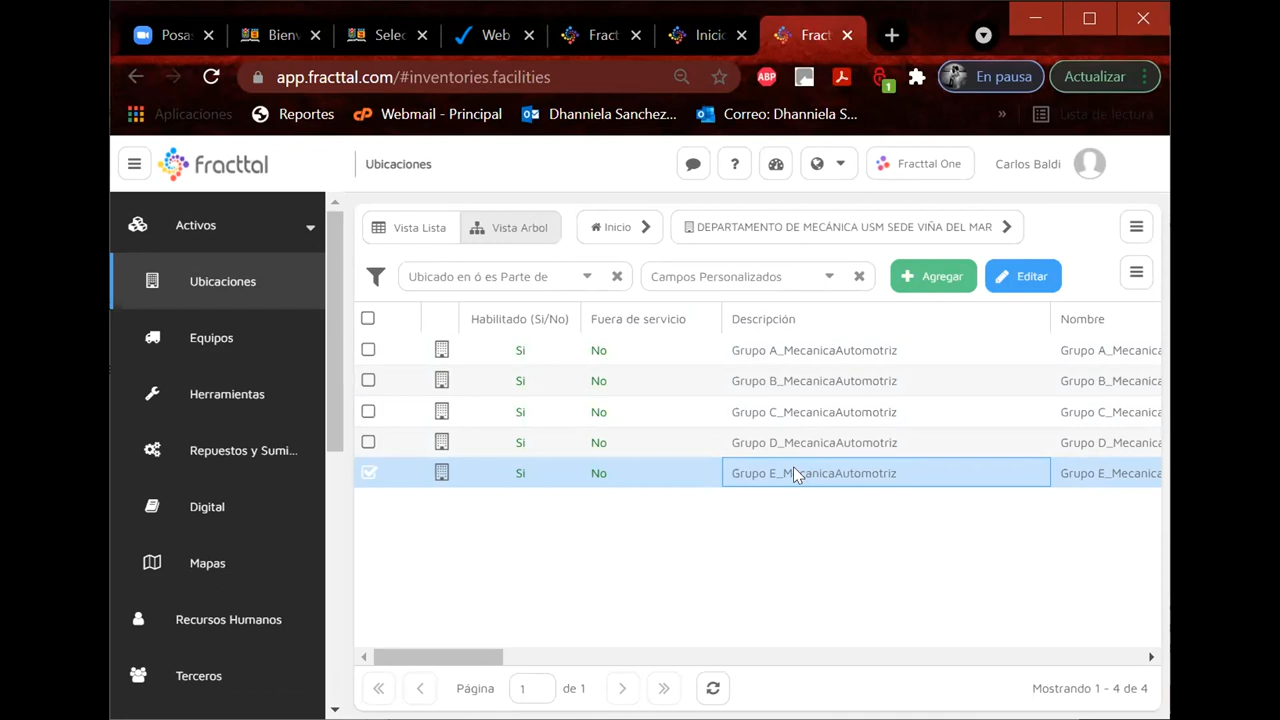 Posa
Bien
Selec
Web
Fract
Inicio
Fract
app.fracttal.com/#inventories.facilities
ABP
1
En pausa
Actualizar
Aplicaciones
Reportes
Webmail - Principal
Dhanniela Sanchez...
Correo: Dhanniela S...
»
Lista de lectura
fracttal
Ubicaciones
?
Fracttal One
Carlos Baldi
Activos
Ubicaciones
Equipos
Herramientas
Repuestos y Sumi...
Digital
Mapas
Recursos Humanos
Terceros
Vista Lista
Vista Arbol
Inicio
DEPARTAMENTO DE MECÁNICA USM SEDE VIÑA DEL MAR
Ubicado en ó es Parte de
Campos Personalizados
Agregar
Editar
Habilitado (Si/No) Fuera de servicio Descripción Nombre
Si No Grupo A_MecanicaAutomotriz Grupo A_Mecanica
Si No Grupo B_MecanicaAutomotriz Grupo B_Mecanica
Si No Grupo C_MecanicaAutomotriz Grupo C_Mecanica
Si No Grupo D_MecanicaAutomotriz Grupo D_Mecanica
Si No Grupo E_MecanicaAutomotriz Grupo E_Mecanica
Página 1 de 1
Mostrando 1 - 4 de 4